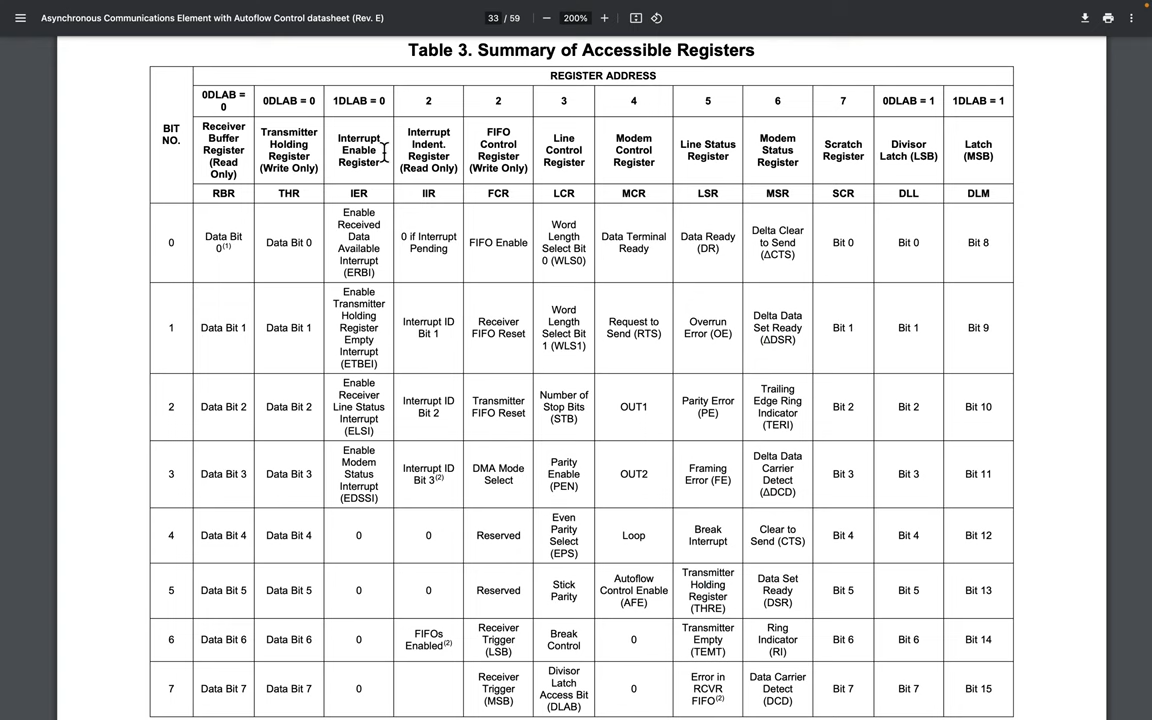 Asynchronous Communications Element with Autoflow Control datasheet (Rev. E)
33 / 59
200%
Table 3. Summary of Accessible Registers
REGISTER ADDRESS
BIT NO.
0DLAB = 0
0DLAB = 0
1DLAB = 0
2
2
3
4
5
6
7
0DLAB = 1
1DLAB = 1
Receiver Buffer Register (Read Only)
Transmitter Holding Register (Write Only)
Interrupt Enable Register
Interrupt Indent. Register (Read Only)
FIFO Control Register (Write Only)
Line Control Register
Modem Control Register
Line Status Register
Modem Status Register
Scratch Register
Divisor Latch (LSB)
Latch (MSB)
RBR
THR
IER
IIR
FCR
LCR
MCR
LSR
MSR
SCR
DLL
DLM
0
Data Bit 0(1)
Data Bit 0
Enable Received Data Available Interrupt (ERBI)
0 if Interrupt Pending
FIFO Enable
Word Length Select Bit 0 (WLS0)
Data Terminal Ready
Data Ready (DR)
Delta Clear to Send (ΔCTS)
Bit 0
Bit 0
Bit 8
1
Data Bit 1
Data Bit 1
Enable Transmitter Holding Register Empty Interrupt (ETBEI)
Interrupt ID Bit 1
Receiver FIFO Reset
Word Length Select Bit 1 (WLS1)
Request to Send (RTS)
Overrun Error (OE)
Delta Data Set Ready (ΔDSR)
Bit 1
Bit 1
Bit 9
2
Data Bit 2
Data Bit 2
Enable Receiver Line Status Interrupt (ELSI)
Interrupt ID Bit 2
Transmitter FIFO Reset
Number of Stop Bits (STB)
OUT1
Parity Error (PE)
Trailing Edge Ring Indicator (TERI)
Bit 2
Bit 2
Bit 10
3
Data Bit 3
Data Bit 3
Enable Modem Status Interrupt (EDSSI)
Interrupt ID Bit 3(2)
DMA Mode Select
Parity Enable (PEN)
OUT2
Framing Error (FE)
Delta Data Carrier Detect (ΔDCD)
Bit 3
Bit 3
Bit 11
4
Data Bit 4
Data Bit 4
0
0
Reserved
Even Parity Select (EPS)
Loop
Break Interrupt
Clear to Send (CTS)
Bit 4
Bit 4
Bit 12
5
Data Bit 5
Data Bit 5
0
0
Reserved
Stick Parity
Autoflow Control Enable (AFE)
Transmitter Holding Register (THRE)
Data Set Ready (DSR)
Bit 5
Bit 5
Bit 13
6
Data Bit 6
Data Bit 6
0
FIFOs Enabled(2)
Receiver Trigger (LSB)
Break Control
0
Transmitter Empty (TEMT)
Ring Indicator (RI)
Bit 6
Bit 6
Bit 14
7
Data Bit 7
Data Bit 7
0
Receiver Trigger (MSB)
Divisor Latch Access Bit (DLAB)
0
Error in RCVR FIFO(2)
Data Carrier Detect (DCD)
Bit 7
Bit 7
Bit 15